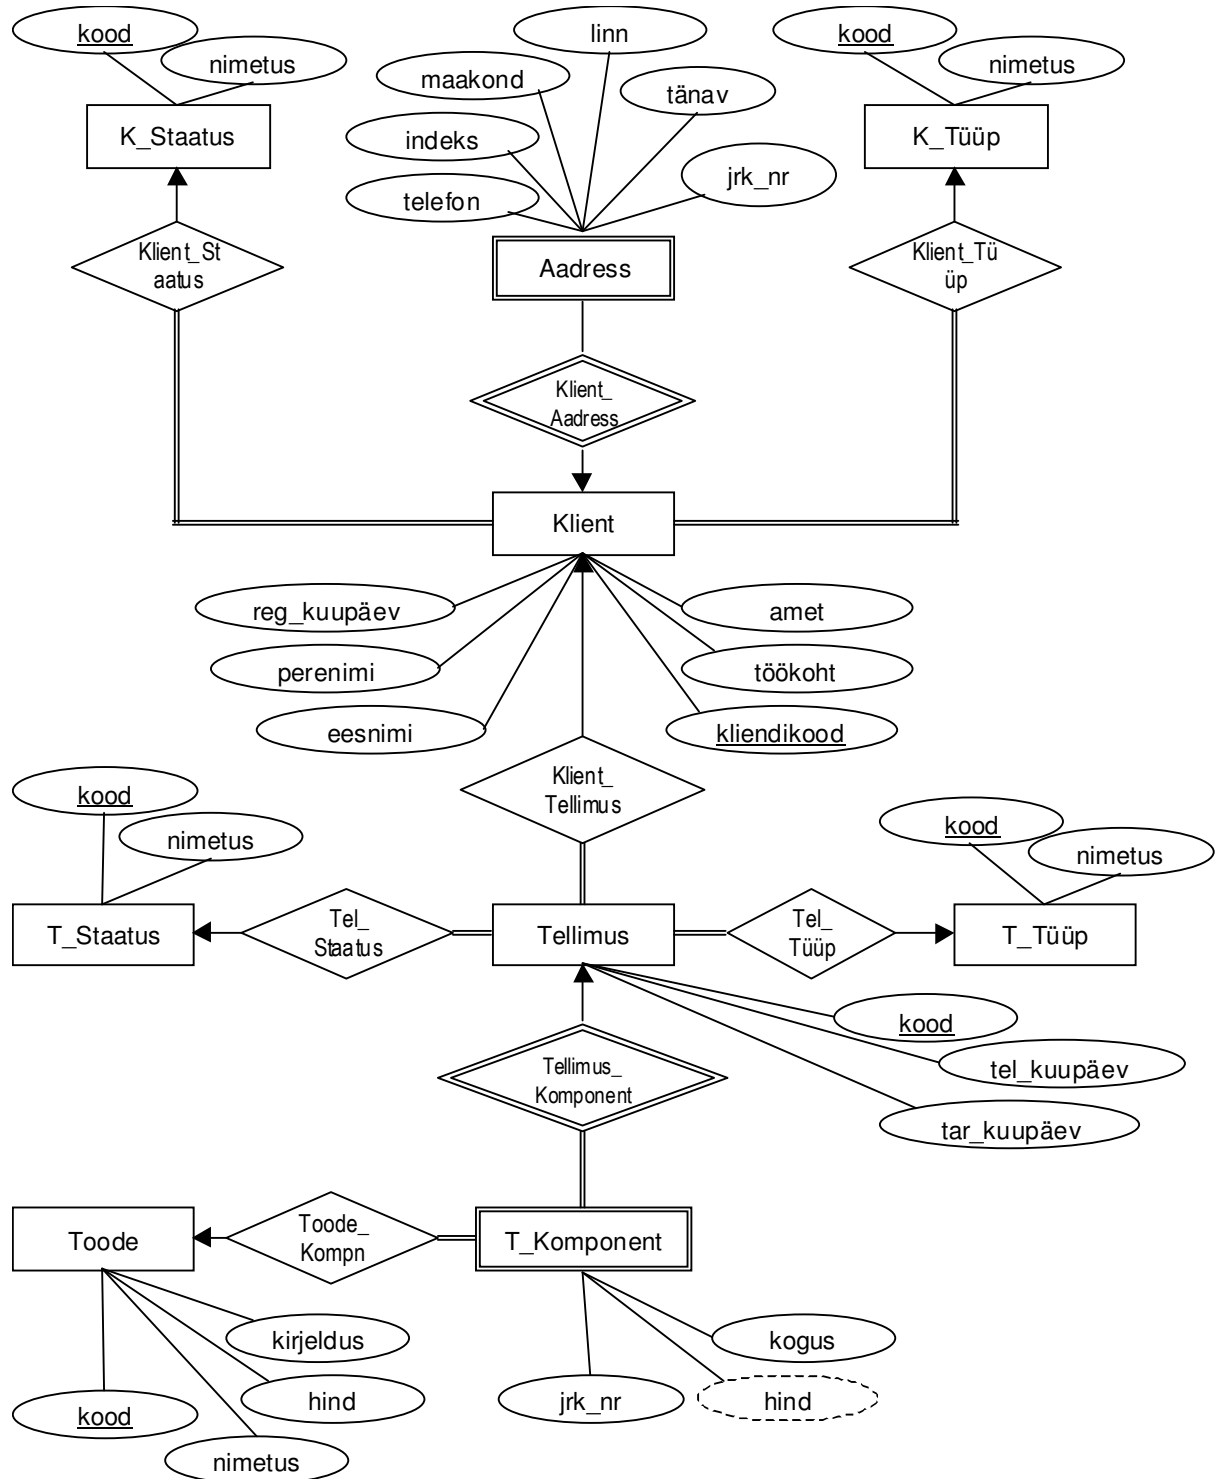 kood
nimetus
linn
kood
nimetus
maakond
tänav
K_Staatus
indeks
K_Tüüp
telefon
jrk_nr
Klient_St
aatus
Aadress
Klient_Tü
üp
Klient_
Aadress
Klient
reg_kuupäev
amet
perenimi
töökoht
eesnimi
kliendikood
kood
nimetus
Klient_
Tellimus
kood
nimetus
T_Staatus
Tel_
Staatus
Tellimus
Tel_
Tüüp
T_Tüüp
kood
tel_kuupäev
tar_kuupäev
Tellimus_
Komponent
Toode
Toode_
Kompn
T_Komponent
kirjeldus
kogus
hind
jrk_nr
hind
kood
nimetus